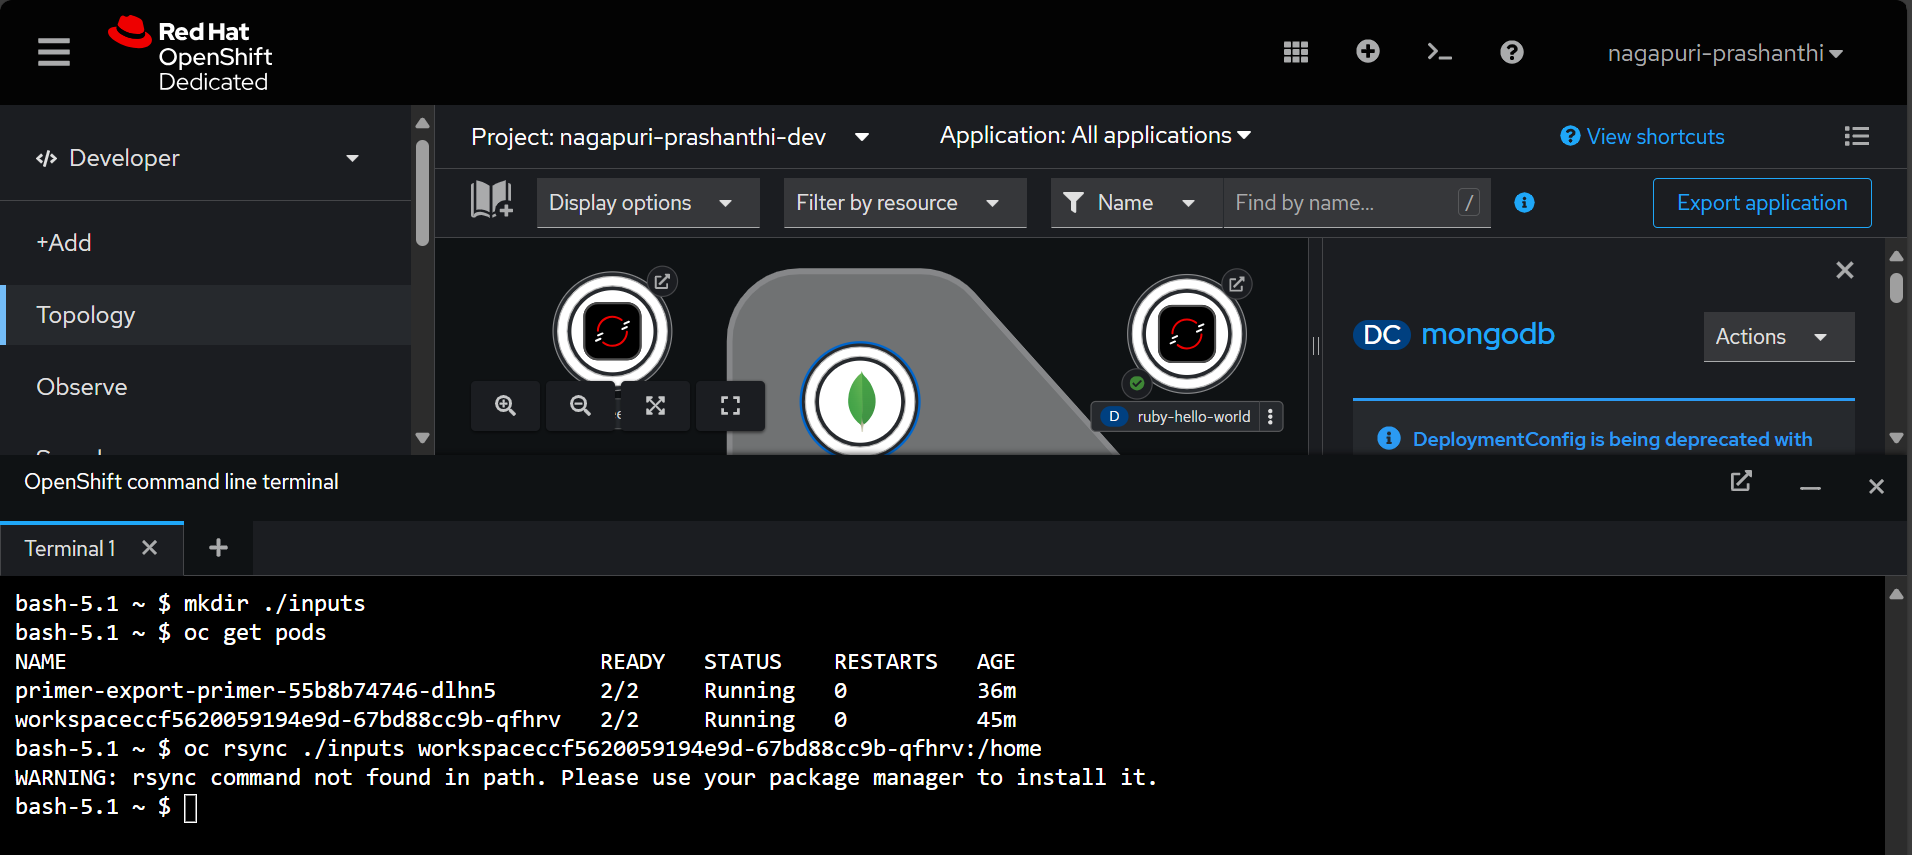 Red Hat
OpenShift
Dedicated
nagapuri-prashanthi
Developer
Project: nagapuri-prashanthi-dev
Application: All applications
View shortcuts
Display options
Filter by resource
Name
Find by name...
/
Export application
+Add
Topology
Observe
DC mongodb
Actions
D ruby-hello-world
DeploymentConfig is being deprecated with
OpenShift command line terminal
Terminal 1
bash-5.1 ~ $ mkdir ./inputs
bash-5.1 ~ $ oc get pods
NAME READY STATUS RESTARTS AGE
primer-export-primer-55b8b74746-dlhn5 2/2 Running 0 36m
workspaceccf5620059194e9d-67bd88cc9b-qfhrv 2/2 Running 0 45m
bash-5.1 ~ $ oc rsync ./inputs workspaceccf5620059194e9d-67bd88cc9b-qfhrv:/home
WARNING: rsync command not found in path. Please use your package manager to install it.
bash-5.1 ~ $